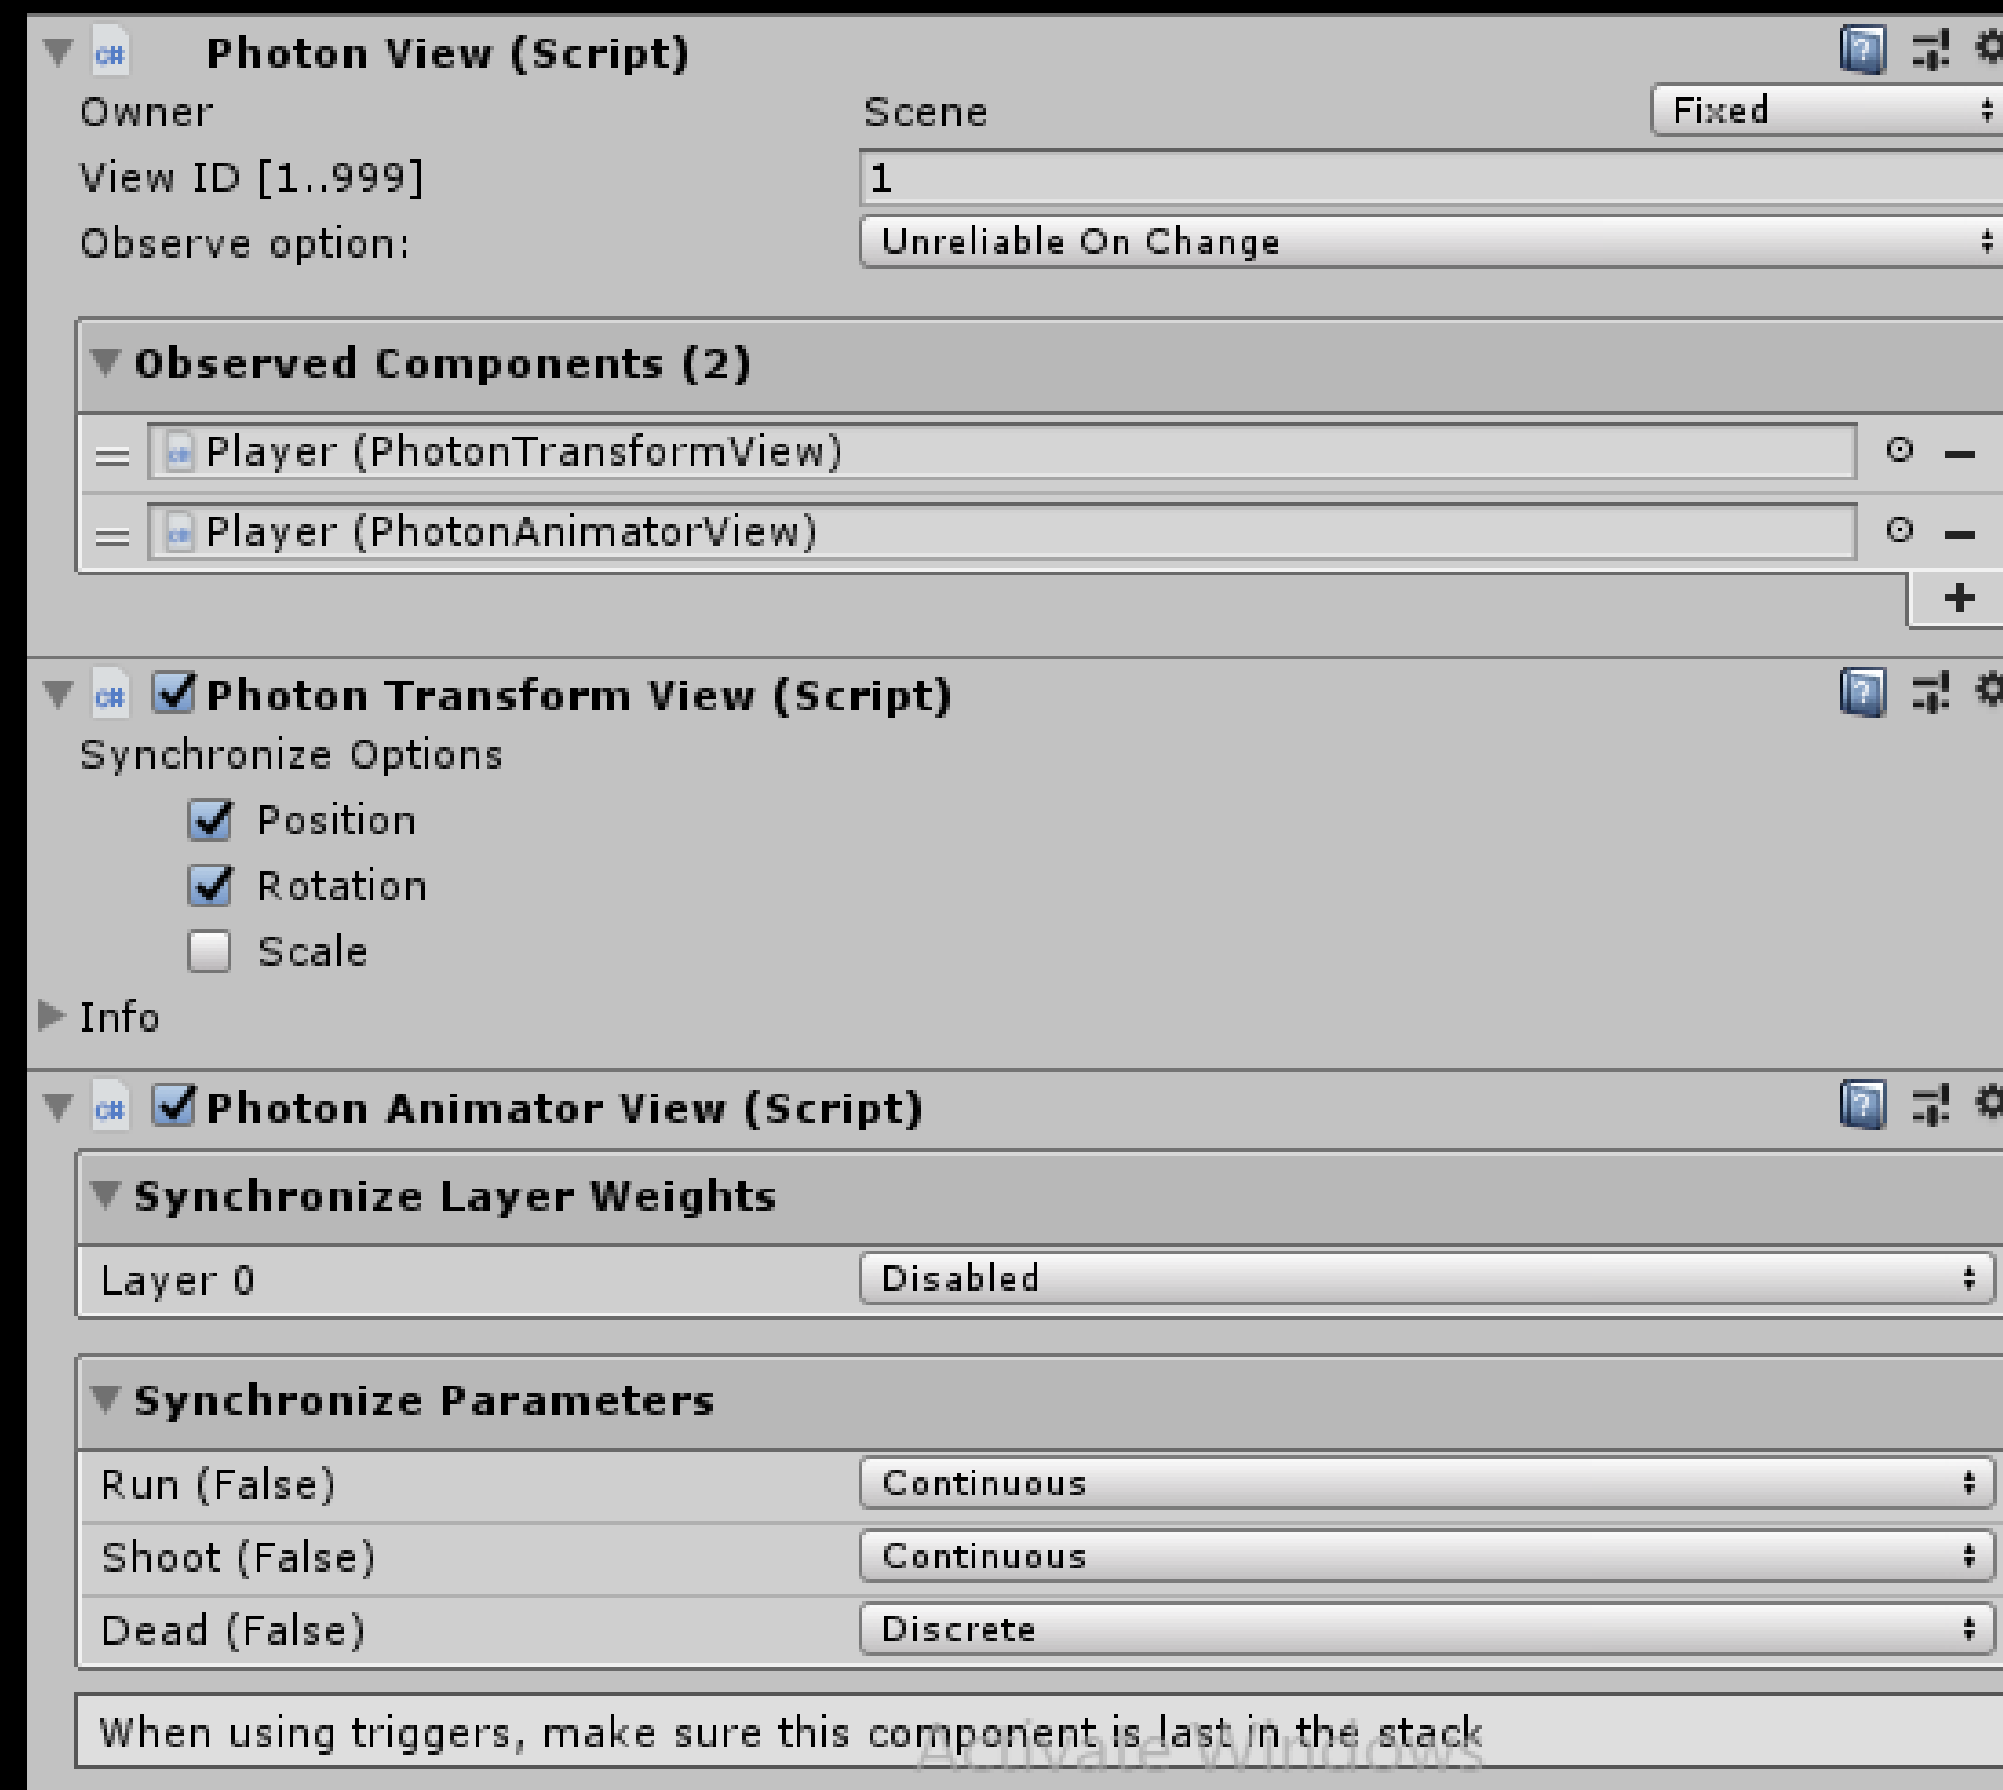 Photon View (Script)
Owner Scene Fixed
View ID [1..999] 1
Observe option: Unreliable On Change
Observed Components (2)
Player (PhotonTransformView)
Player (PhotonAnimatorView)
Photon Transform View (Script)
Synchronize Options
Position
Rotation
Scale
Info
Photon Animator View (Script)
Synchronize Layer Weights
Layer 0 Disabled
Synchronize Parameters
Run (False) Continuous
Shoot (False) Continuous
Dead (False) Discrete
When using triggers, make sure this component is last in the stack
Activate Windows